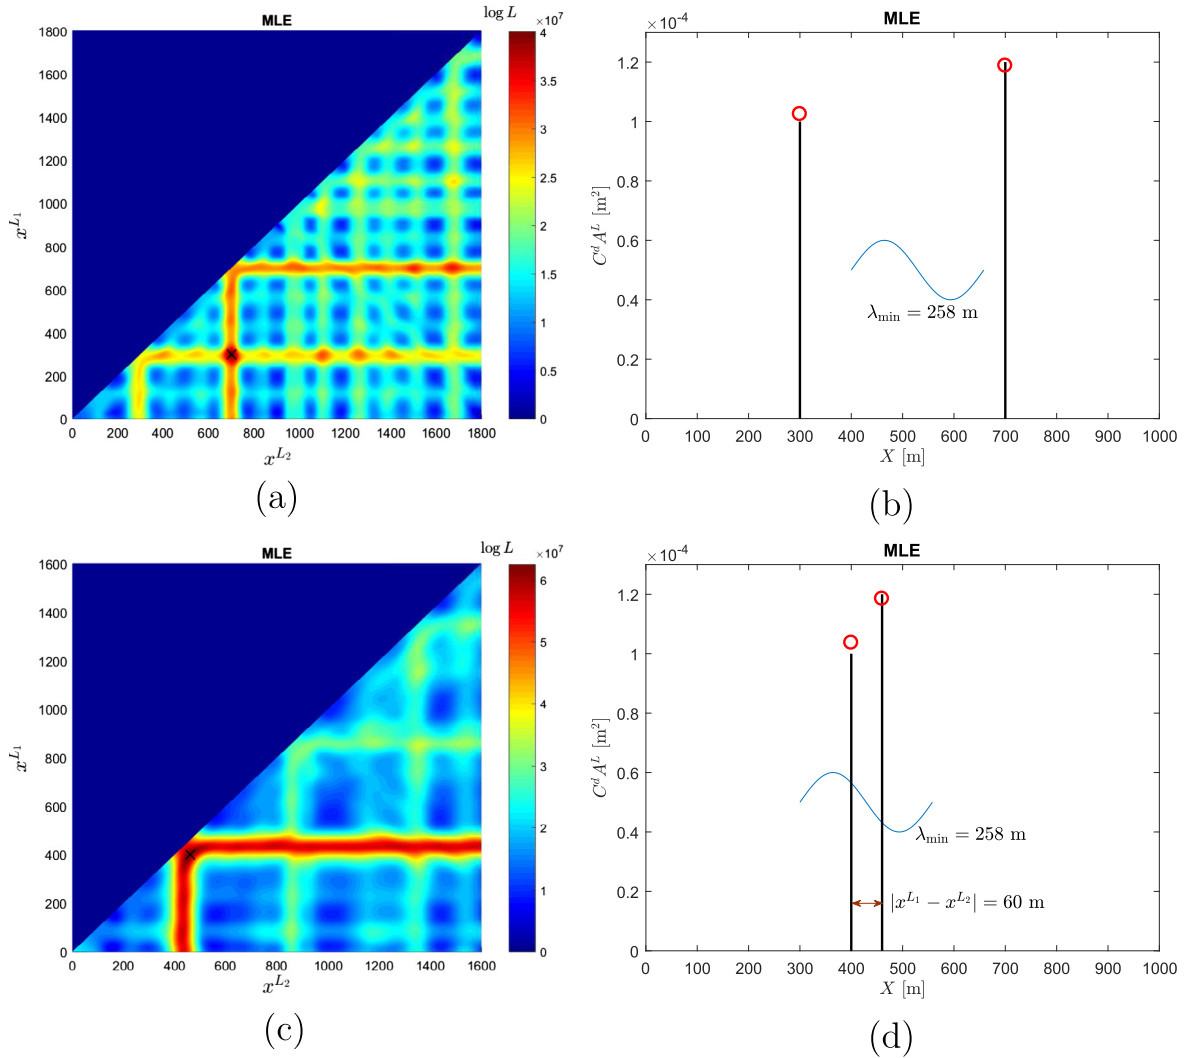 MLE
log L
×10⁷
4
3.5
3
2.5
2
1.5
1
0.5
0
1800
1600
1400
1200
1000
800
600
400
200
0
x^{L_1}
0 200 400 600 800 1000 1200 1400 1600 1800
x^{L_2}
(a)
MLE
×10⁻⁴
1.2
1
0.8
0.6
0.4
0.2
0
C^d A^L [m²]
λ_min = 258 m
0 100 200 300 400 500 600 700 800 900 1000
X [m]
(b)
MLE
log L
×10⁷
6
5
4
3
2
1
0
1600
1400
1200
1000
800
600
400
200
0
x^{L_1}
0 200 400 600 800 1000 1200 1400 1600
x^{L_2}
(c)
MLE
×10⁻⁴
1.2
1
0.8
0.6
0.4
0.2
0
C^d A^L [m²]
λ_min = 258 m
|x^{L_1} − x^{L_2}| = 60 m
0 100 200 300 400 500 600 700 800 900 1000
X [m]
(d)